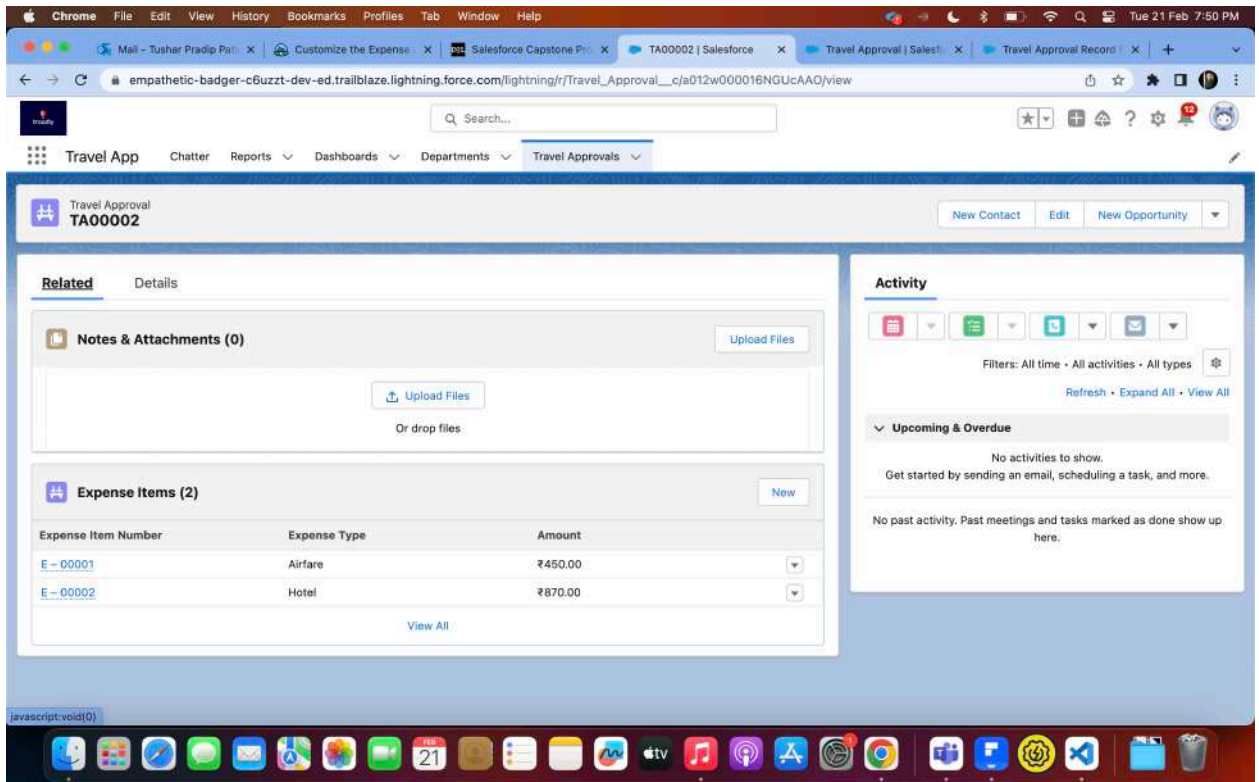 Chrome File Edit View History Bookmarks Profiles Tab Window Help Tue 21 Feb 7:50 PM
Mail – Tushar Pradip Pati Customize the Expense Salesforce Capstone Pro TA00002 | Salesforce Travel Approval | Salesf Travel Approval Record
empathetic-badger-c6uzzt-dev-ed.trailblaze.lightning.force.com/lightning/r/Travel_Approval__c/a012w000016NGUcAAO/view
Search...
12
Travel App Chatter Reports Dashboards Departments Travel Approvals
Travel Approval
TA00002
New Contact Edit New Opportunity
Related Details
Notes & Attachments (0)
Upload Files
Upload Files
Or drop files
Expense Items (2)
New
Expense Item Number Expense Type Amount
E – 00001 Airfare ₹450.00
E – 00002 Hotel ₹870.00
View All
Activity
Filters: All time • All activities • All types
Refresh • Expand All • View All
Upcoming & Overdue
No activities to show.
Get started by sending an email, scheduling a task, and more.
No past activity. Past meetings and tasks marked as done show up
here.
javascript:void(0)
FEB
21
tv